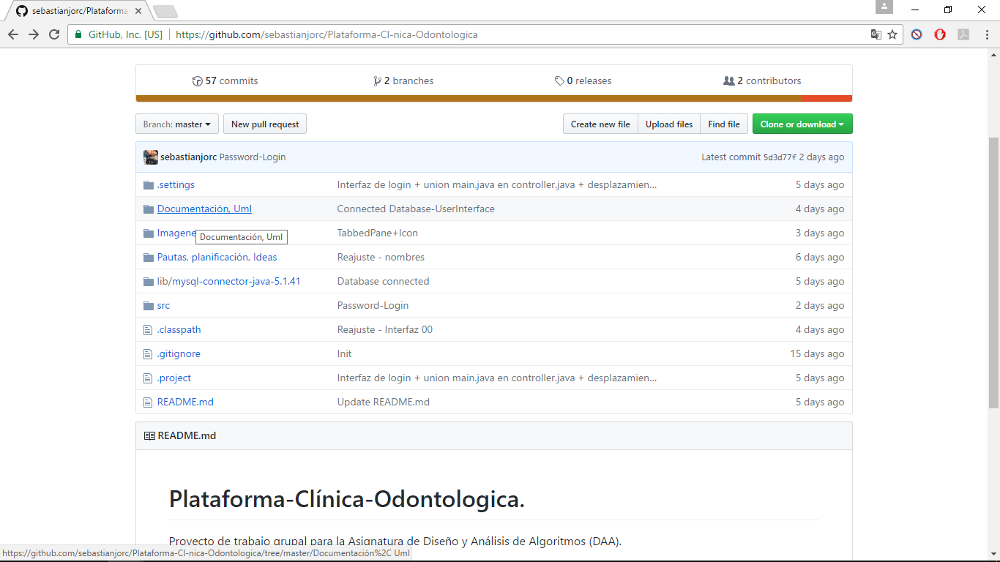 sebastianjorc/Plataforma
GitHub, Inc. [US] https://github.com/sebastianjorc/Plataforma-Cl-nica-Odontologica
57 commits 2 branches 0 releases 2 contributors
Branch: master New pull request Create new file Upload files Find file Clone or download
sebastianjorc Password-Login Latest commit 5d3d77f 2 days ago
.settings Interfaz de login + union main.java en controller.java + desplazamien... 5 days ago
Documentación, Uml Connected Database-UserInterface 4 days ago
Imagene TabbedPane+Icon 3 days ago
Documentación, Uml
Pautas, planificación, Ideas Reajuste - nombres 6 days ago
lib/mysql-connector-java-5.1.41 Database connected 5 days ago
src Password-Login 2 days ago
.classpath Reajuste - Interfaz 00 4 days ago
.gitignore Init 15 days ago
.project Interfaz de login + union main.java en controller.java + desplazamien... 5 days ago
README.md Update README.md 5 days ago
README.md
Plataforma-Clínica-Odontologica.
Proyecto de trabajo grupal para la Asignatura de Diseño y Análisis de Algoritmos (DAA).
https://github.com/sebastianjorc/Plataforma-Cl-nica-Odontologica/tree/master/Documentación%2C Uml